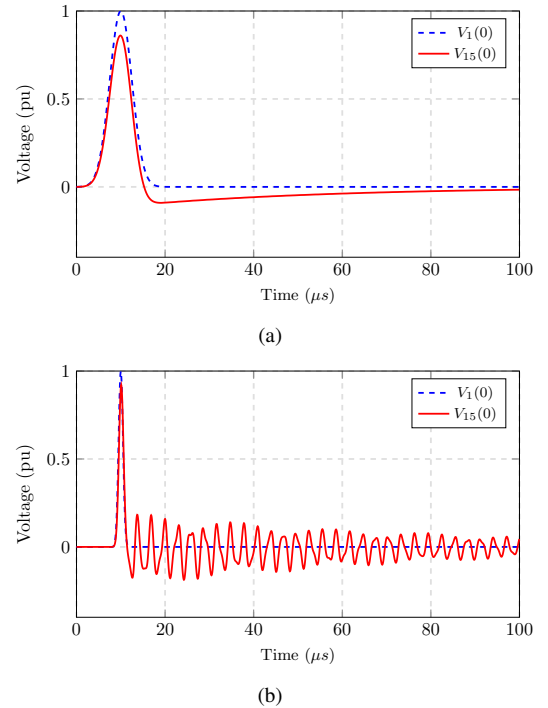 1
V₁(0)
V₁₅(0)
0.5
0
Voltage (pu)
0 20 40 60 80 100
Time (μs)
(a)
1
V₁(0)
V₁₅(0)
0.5
0
Voltage (pu)
0 20 40 60 80 100
Time (μs)
(b)